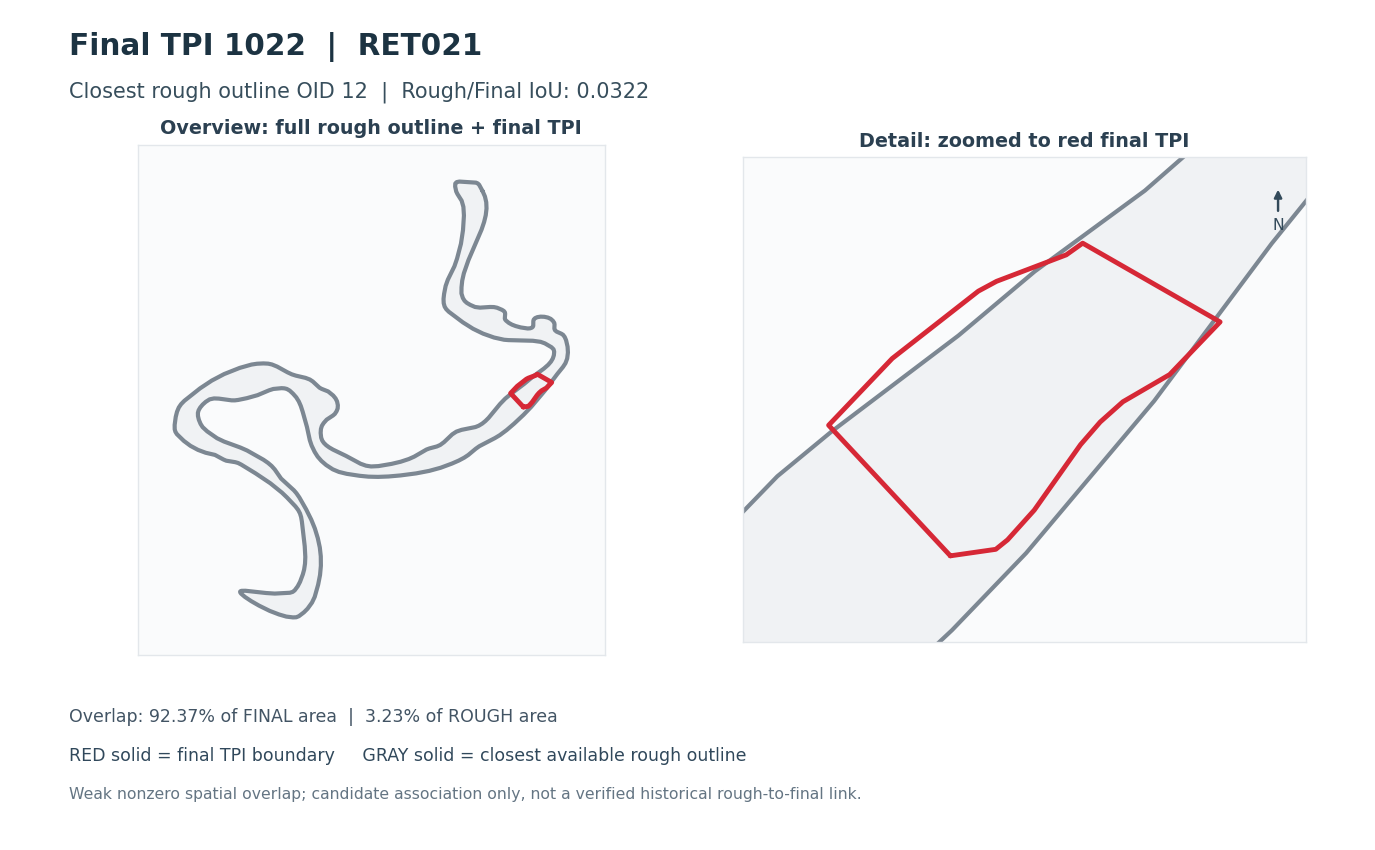 Final TPI 1022 | RET021
Closest rough outline OID 12 | Rough/Final IoU: 0.0322
Overview: full rough outline + final TPI
Detail: zoomed to red final TPI
N
Overlap: 92.37% of FINAL area | 3.23% of ROUGH area
RED solid = final TPI boundary GRAY solid = closest available rough outline
Weak nonzero spatial overlap; candidate association only, not a verified historical rough-to-final link.